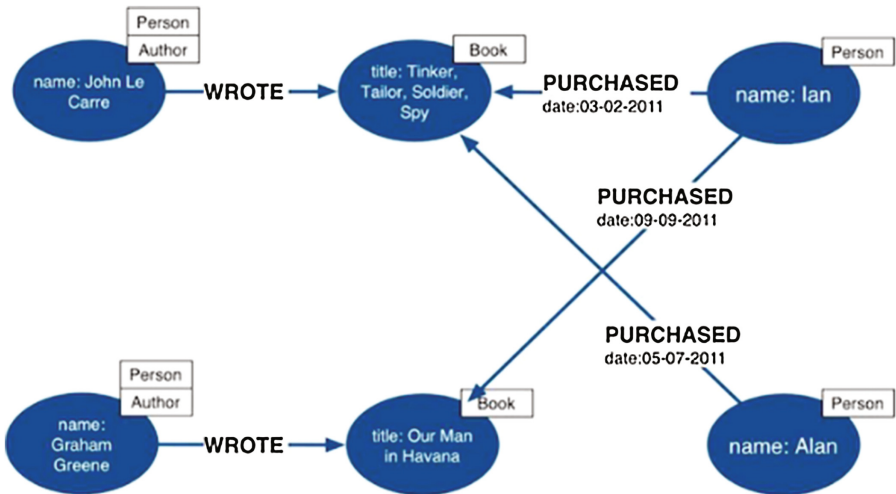 Person
Author
name: John Le
Carre
WROTE
Book
title: Tinker,
Tailor, Soldier,
Spy
PURCHASED
date:03-02-2011
Person
name: Ian
PURCHASED
date:09-09-2011
PURCHASED
date:05-07-2011
Person
Author
name:
Graham
Greene
WROTE
Book
title: Our Man
in Havana
Person
name: Alan